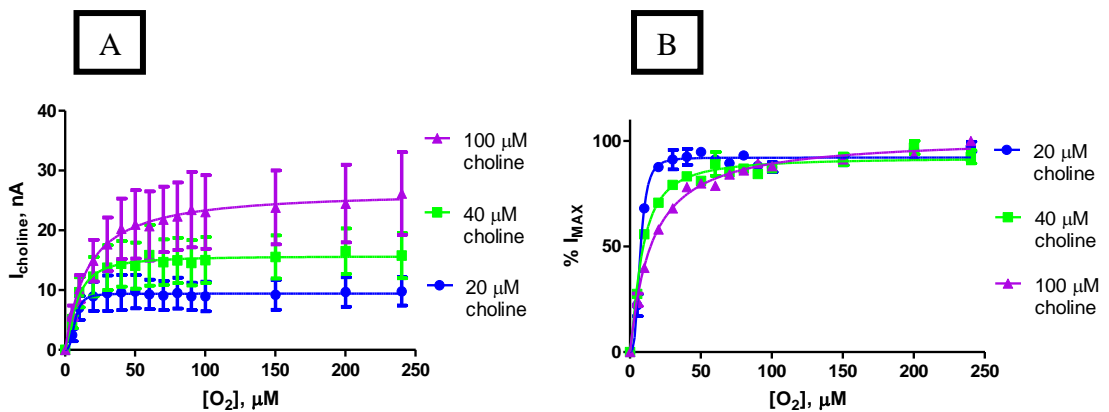 A
I_choline, nA
40
30
20
10
0
0 50 100 150 200 250
[O₂], μM
100 μM
choline
40 μM
choline
20 μM
choline
B
% I_MAX
100
50
0
0 50 100 150 200 250
[O₂], μM
20 μM
choline
40 μM
choline
100 μM
choline